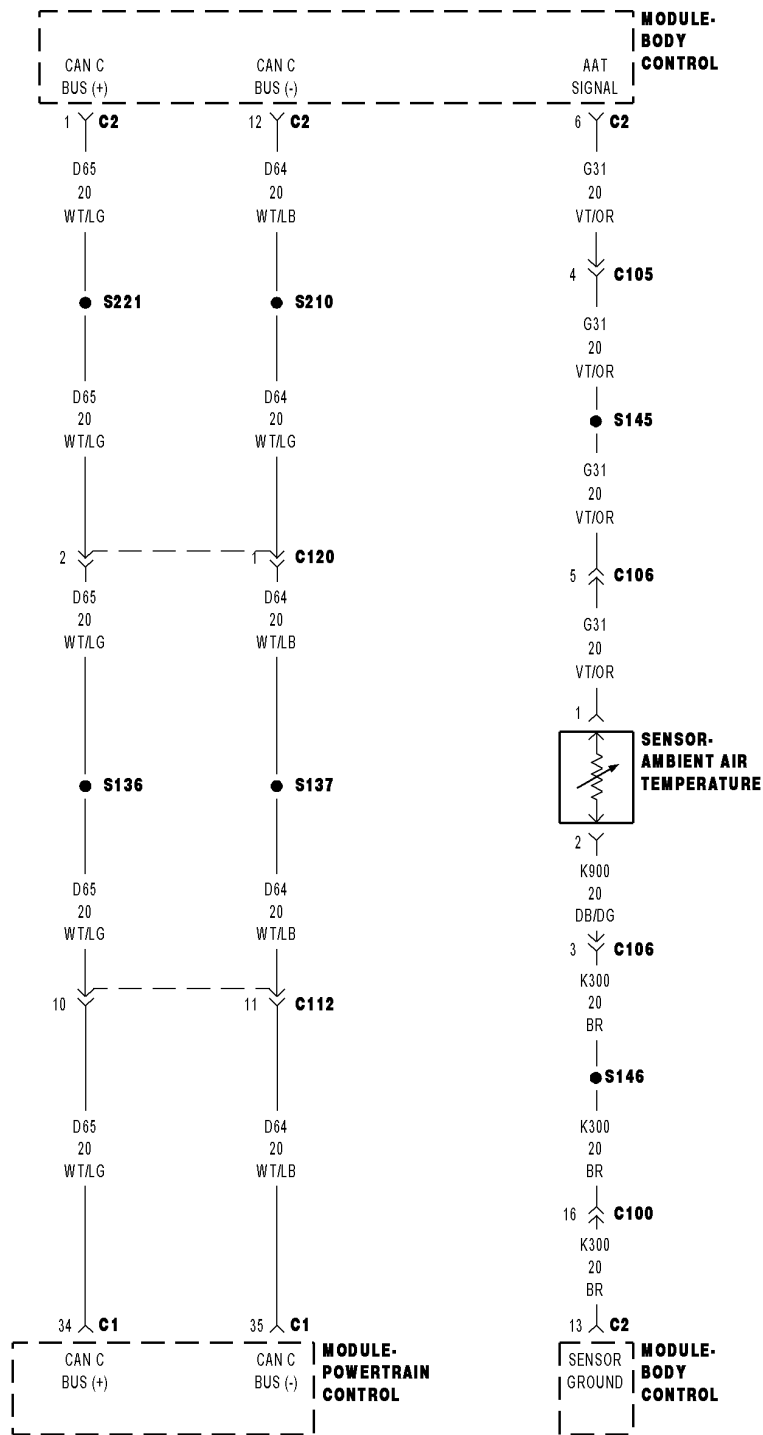 MODULE-
BODY
CONTROL
CAN C
BUS (+)
CAN C
BUS (-)
AAT
SIGNAL
1 C2
12 C2
6 C2
D65
20
WT/LG
D64
20
WT/LB
G31
20
VT/OR
4 C105
S221
S210
G31
20
VT/OR
D65
20
WT/LG
D64
20
WT/LG
S145
G31
20
VT/OR
2
1 C120
5 C106
D65
20
WT/LG
D64
20
WT/LB
G31
20
VT/OR
1
SENSOR-
AMBIENT AIR
TEMPERATURE
S136
S137
2
D65
20
WT/LG
D64
20
WT/LB
K900
20
DB/DG
3 C106
10
11 C112
K300
20
BR
S146
D65
20
WT/LG
D64
20
WT/LB
K300
20
BR
16 C100
K300
20
BR
34 C1
35 C1
13 C2
CAN C
BUS (+)
CAN C
BUS (-)
MODULE-
POWERTRAIN
CONTROL
SENSOR
GROUND
MODULE-
BODY
CONTROL